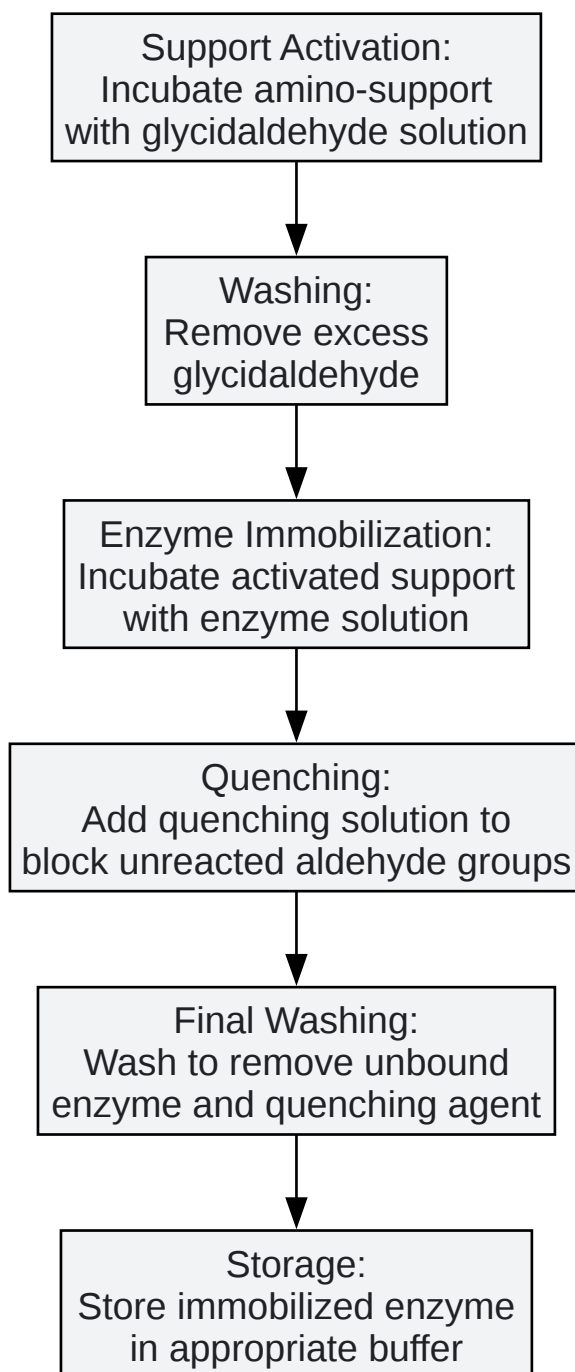 Support Activation:
Incubate amino-support
with glycidaldehyde solution
Washing:
Remove excess
glycidaldehyde
Enzyme Immobilization:
Incubate activated support
with enzyme solution
Quenching:
Add quenching solution to
block unreacted aldehyde groups
Final Washing:
Wash to remove unbound
enzyme and quenching agent
Storage:
Store immobilized enzyme
in appropriate buffer